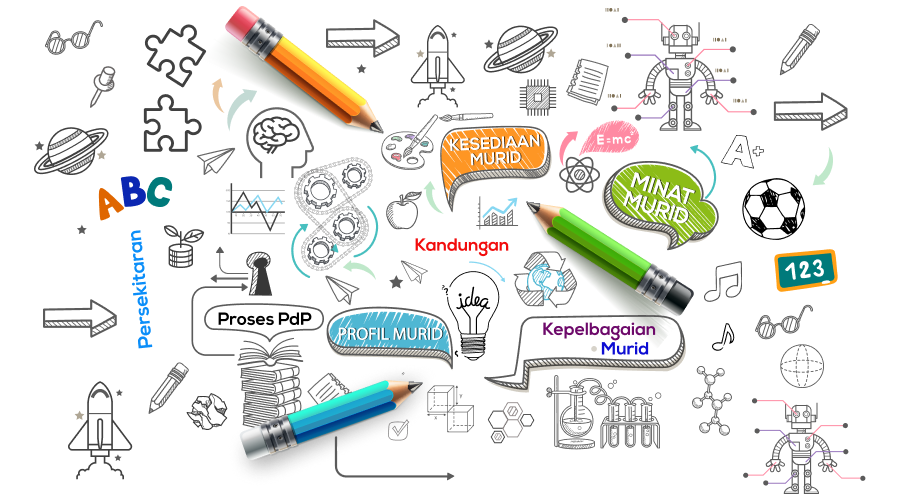 KESEDIAAN
MURID
E=mc²
A+
MINAT
MURID
ABC
Persekitaran
Kandungan
123
idea
Proses PdP
PROFIL MURID
Kepelbagaian
Murid
x
y